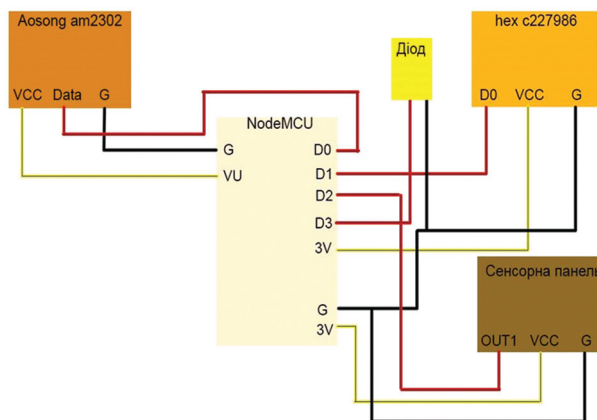 Aosong am2302
VCC Data G
Діод
hex c227986
D0 VCC G
NodeMCU
G
VU
D0
D1
D2
D3
3V
G
3V
Сенсорна панель
OUT1 VCC G